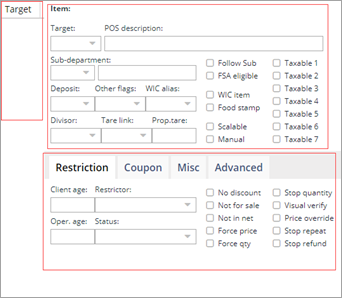 Target
Item:
Target: POS description:
Sub-department:
Deposit: Other flags: WIC alias:
Divisor: Tare link: Prop.tare:
Follow Sub
FSA eligible
WIC item
Food stamp
Scalable
Manual
Taxable 1
Taxable 2
Taxable 3
Taxable 4
Taxable 5
Taxable 6
Taxable 7
Restriction Coupon Misc Advanced
Client age: Restrictor:
Oper. age: Status:
No discount
Not for sale
Not in net
Force price
Force qty
Stop quantity
Visual verify
Price override
Stop repeat
Stop refund